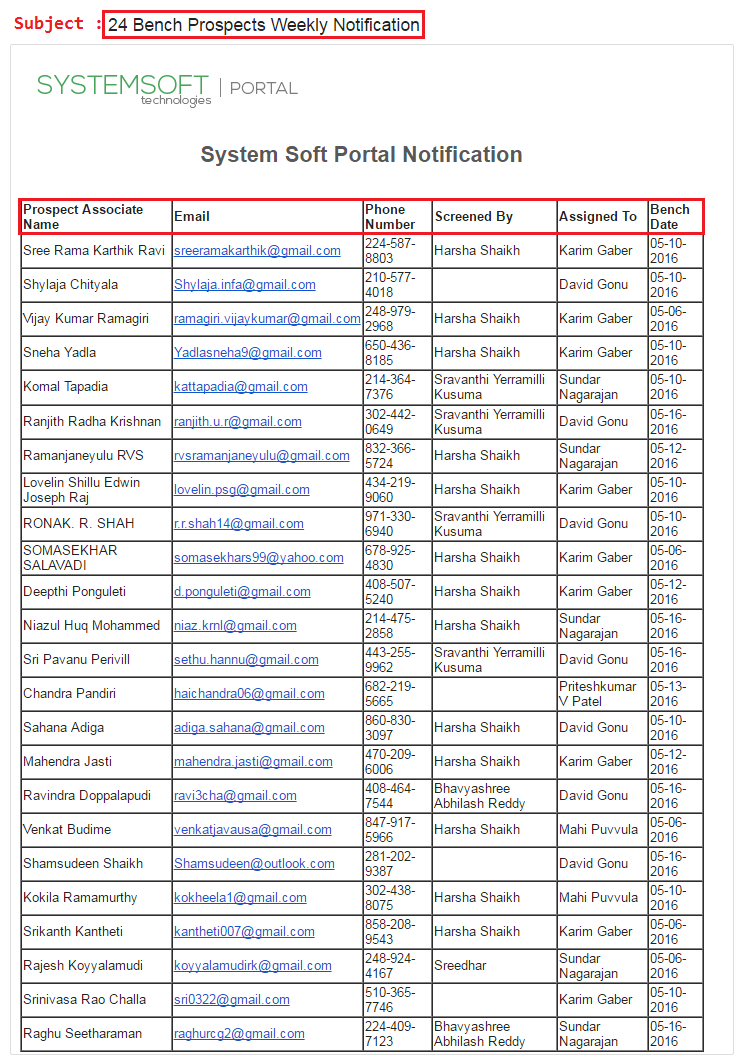 Subject : 24 Bench Prospects Weekly Notification
SYSTEMSOFT | PORTAL
technologies
System Soft Portal Notification
Prospect Associate Name Email Phone Number Screened By Assigned To Bench Date
Sree Rama Karthik Ravi sreeramakarthik@gmail.com 224-587-8803 Harsha Shaikh Karim Gaber 05-10-2016
Shylaja Chityala Shylaja.infa@gmail.com 210-577-4018 David Gonu 05-10-2016
Vijay Kumar Ramagiri ramagiri.vijaykumar@gmail.com 248-979-2968 Harsha Shaikh Karim Gaber 05-06-2016
Sneha Yadla Yadlasneha9@gmail.com 650-436-8185 Harsha Shaikh Karim Gaber 05-10-2016
Komal Tapadia kattapadia@gmail.com 214-364-7376 Sravanthi Yerramilli Kusuma Sundar Nagarajan 05-10-2016
Ranjith Radha Krishnan ranjith.u.r@gmail.com 302-442-0649 Sravanthi Yerramilli Kusuma David Gonu 05-16-2016
Ramanjaneyulu RVS rvsramanjaneyulu@gmail.com 832-366-5724 Harsha Shaikh Sundar Nagarajan 05-12-2016
Lovelin Shillu Edwin Joseph Raj lovelin.psg@gmail.com 434-219-9060 Harsha Shaikh Karim Gaber 05-10-2016
RONAK. R. SHAH r.r.shah14@gmail.com 971-330-6940 Sravanthi Yerramilli Kusuma David Gonu 05-10-2016
SOMASEKHAR SALAVADI somasekhars99@yahoo.com 678-925-4830 Harsha Shaikh Karim Gaber 05-06-2016
Deepthi Ponguleti d.ponguleti@gmail.com 408-507-5240 Harsha Shaikh Karim Gaber 05-12-2016
Niazul Huq Mohammed niaz.krnl@gmail.com 214-475-2858 Harsha Shaikh Sundar Nagarajan 05-16-2016
Sri Pavanu Perivill sethu.hannu@gmail.com 443-255-9962 Sravanthi Yerramilli Kusuma David Gonu 05-16-2016
Chandra Pandiri haichandra06@gmail.com 682-219-5665 Priteshkumar V Patel 05-13-2016
Sahana Adiga adiga.sahana@gmail.com 860-830-3097 Harsha Shaikh David Gonu 05-10-2016
Mahendra Jasti mahendra.jasti@gmail.com 470-209-6006 Harsha Shaikh Karim Gaber 05-12-2016
Ravindra Doppalapudi ravi3cha@gmail.com 408-464-7544 Bhavyashree Abhilash Reddy David Gonu 05-16-2016
Venkat Budime venkatjavausa@gmail.com 847-917-5966 Harsha Shaikh Mahi Puvvula 05-06-2016
Shamsudeen Shaikh Shamsudeen@outlook.com 281-202-9387 David Gonu 05-16-2016
Kokila Ramamurthy kokheela1@gmail.com 302-438-8075 Harsha Shaikh Mahi Puvvula 05-10-2016
Srikanth Kantheti kantheti007@gmail.com 858-208-9543 Harsha Shaikh Karim Gaber 05-06-2016
Rajesh Koyyalamudi koyyalamudirk@gmail.com 248-924-4167 Sreedhar Sundar Nagarajan 05-06-2016
Srinivasa Rao Challa sri0322@gmail.com 510-365-7746 Karim Gaber 05-10-2016
Raghu Seetharaman raghurcg2@gmail.com 224-409-7123 Bhavyashree Abhilash Reddy Sundar Nagarajan 05-16-2016